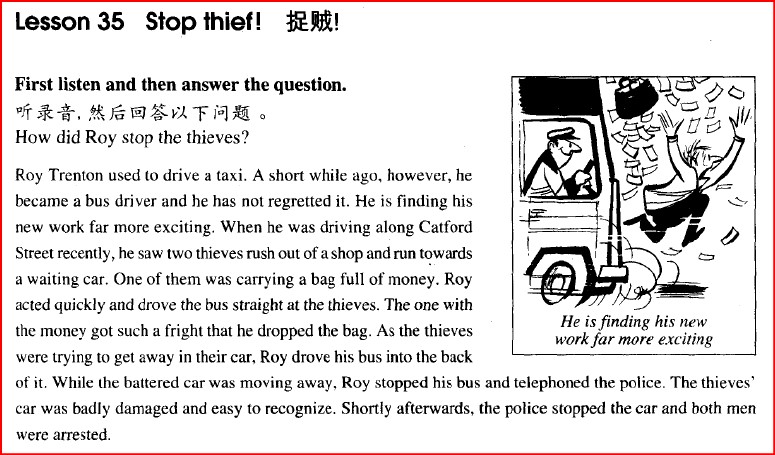 Lesson 35 Stop thief! 捉贼!
First listen and then answer the question.
听录音，然后回答以下问题。
How did Roy stop the thieves?
Roy Trenton used to drive a taxi. A short while ago, however, he
became a bus driver and he has not regretted it. He is finding his
new work far more exciting. When he was driving along Catford
Street recently, he saw two thieves rush out of a shop and run towards
a waiting car. One of them was carrying a bag full of money. Roy
acted quickly and drove the bus straight at the thieves. The one with
the money got such a fright that he dropped the bag. As the thieves
were trying to get away in their car, Roy drove his bus into the back
of it. While the battered car was moving away, Roy stopped his bus and telephoned the police. The thieves'
car was badly damaged and easy to recognize. Shortly afterwards, the police stopped the car and both men
were arrested.
He is finding his new
work far more exciting